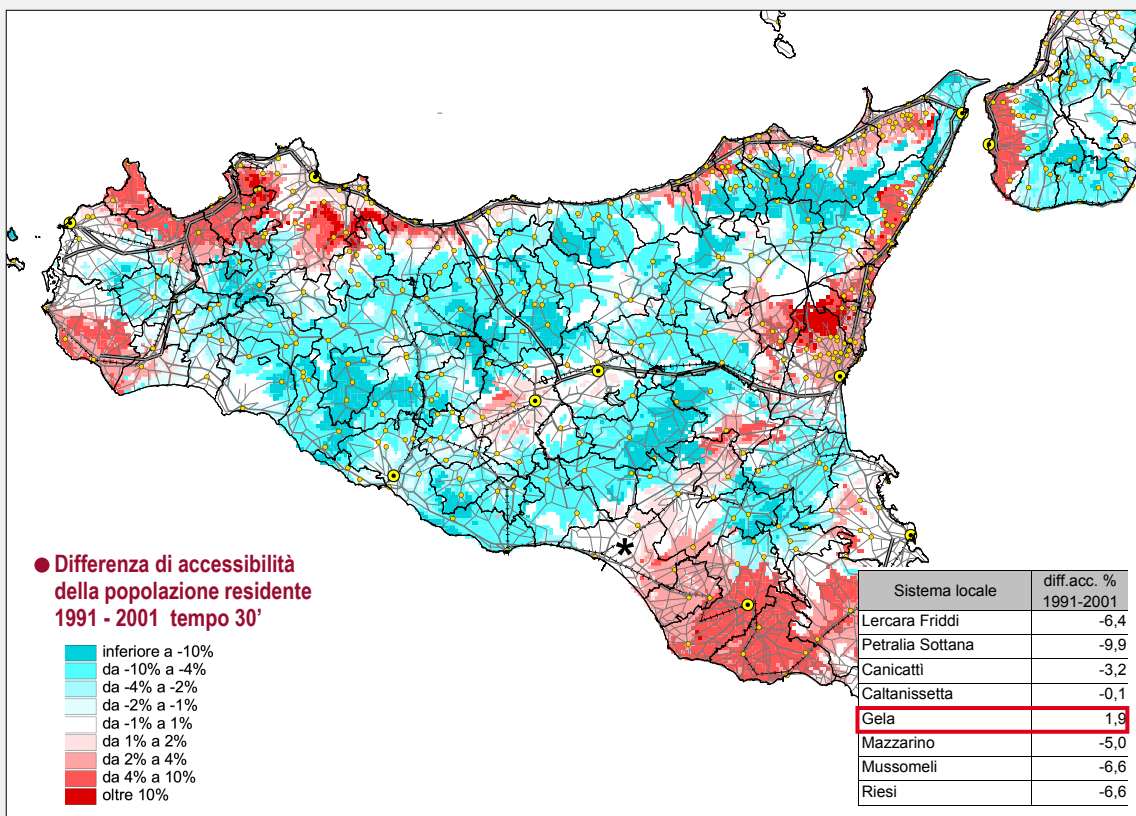 ● Differenza di accessibilità
della popolazione residente
1991 - 2001 tempo 30’
inferiore a -10%
da -10% a -4%
da -4% a -2%
da -2% a -1%
da -1% a 1%
da 1% a 2%
da 2% a 4%
da 4% a 10%
oltre 10%
*
Sistema locale diff.acc. % 1991-2001
Lercara Friddi -6,4
Petralia Sottana -9,9
Canicattì -3,2
Caltanissetta -0,1
Gela 1,9
Mazzarino -5,0
Mussomeli -6,6
Riesi -6,6